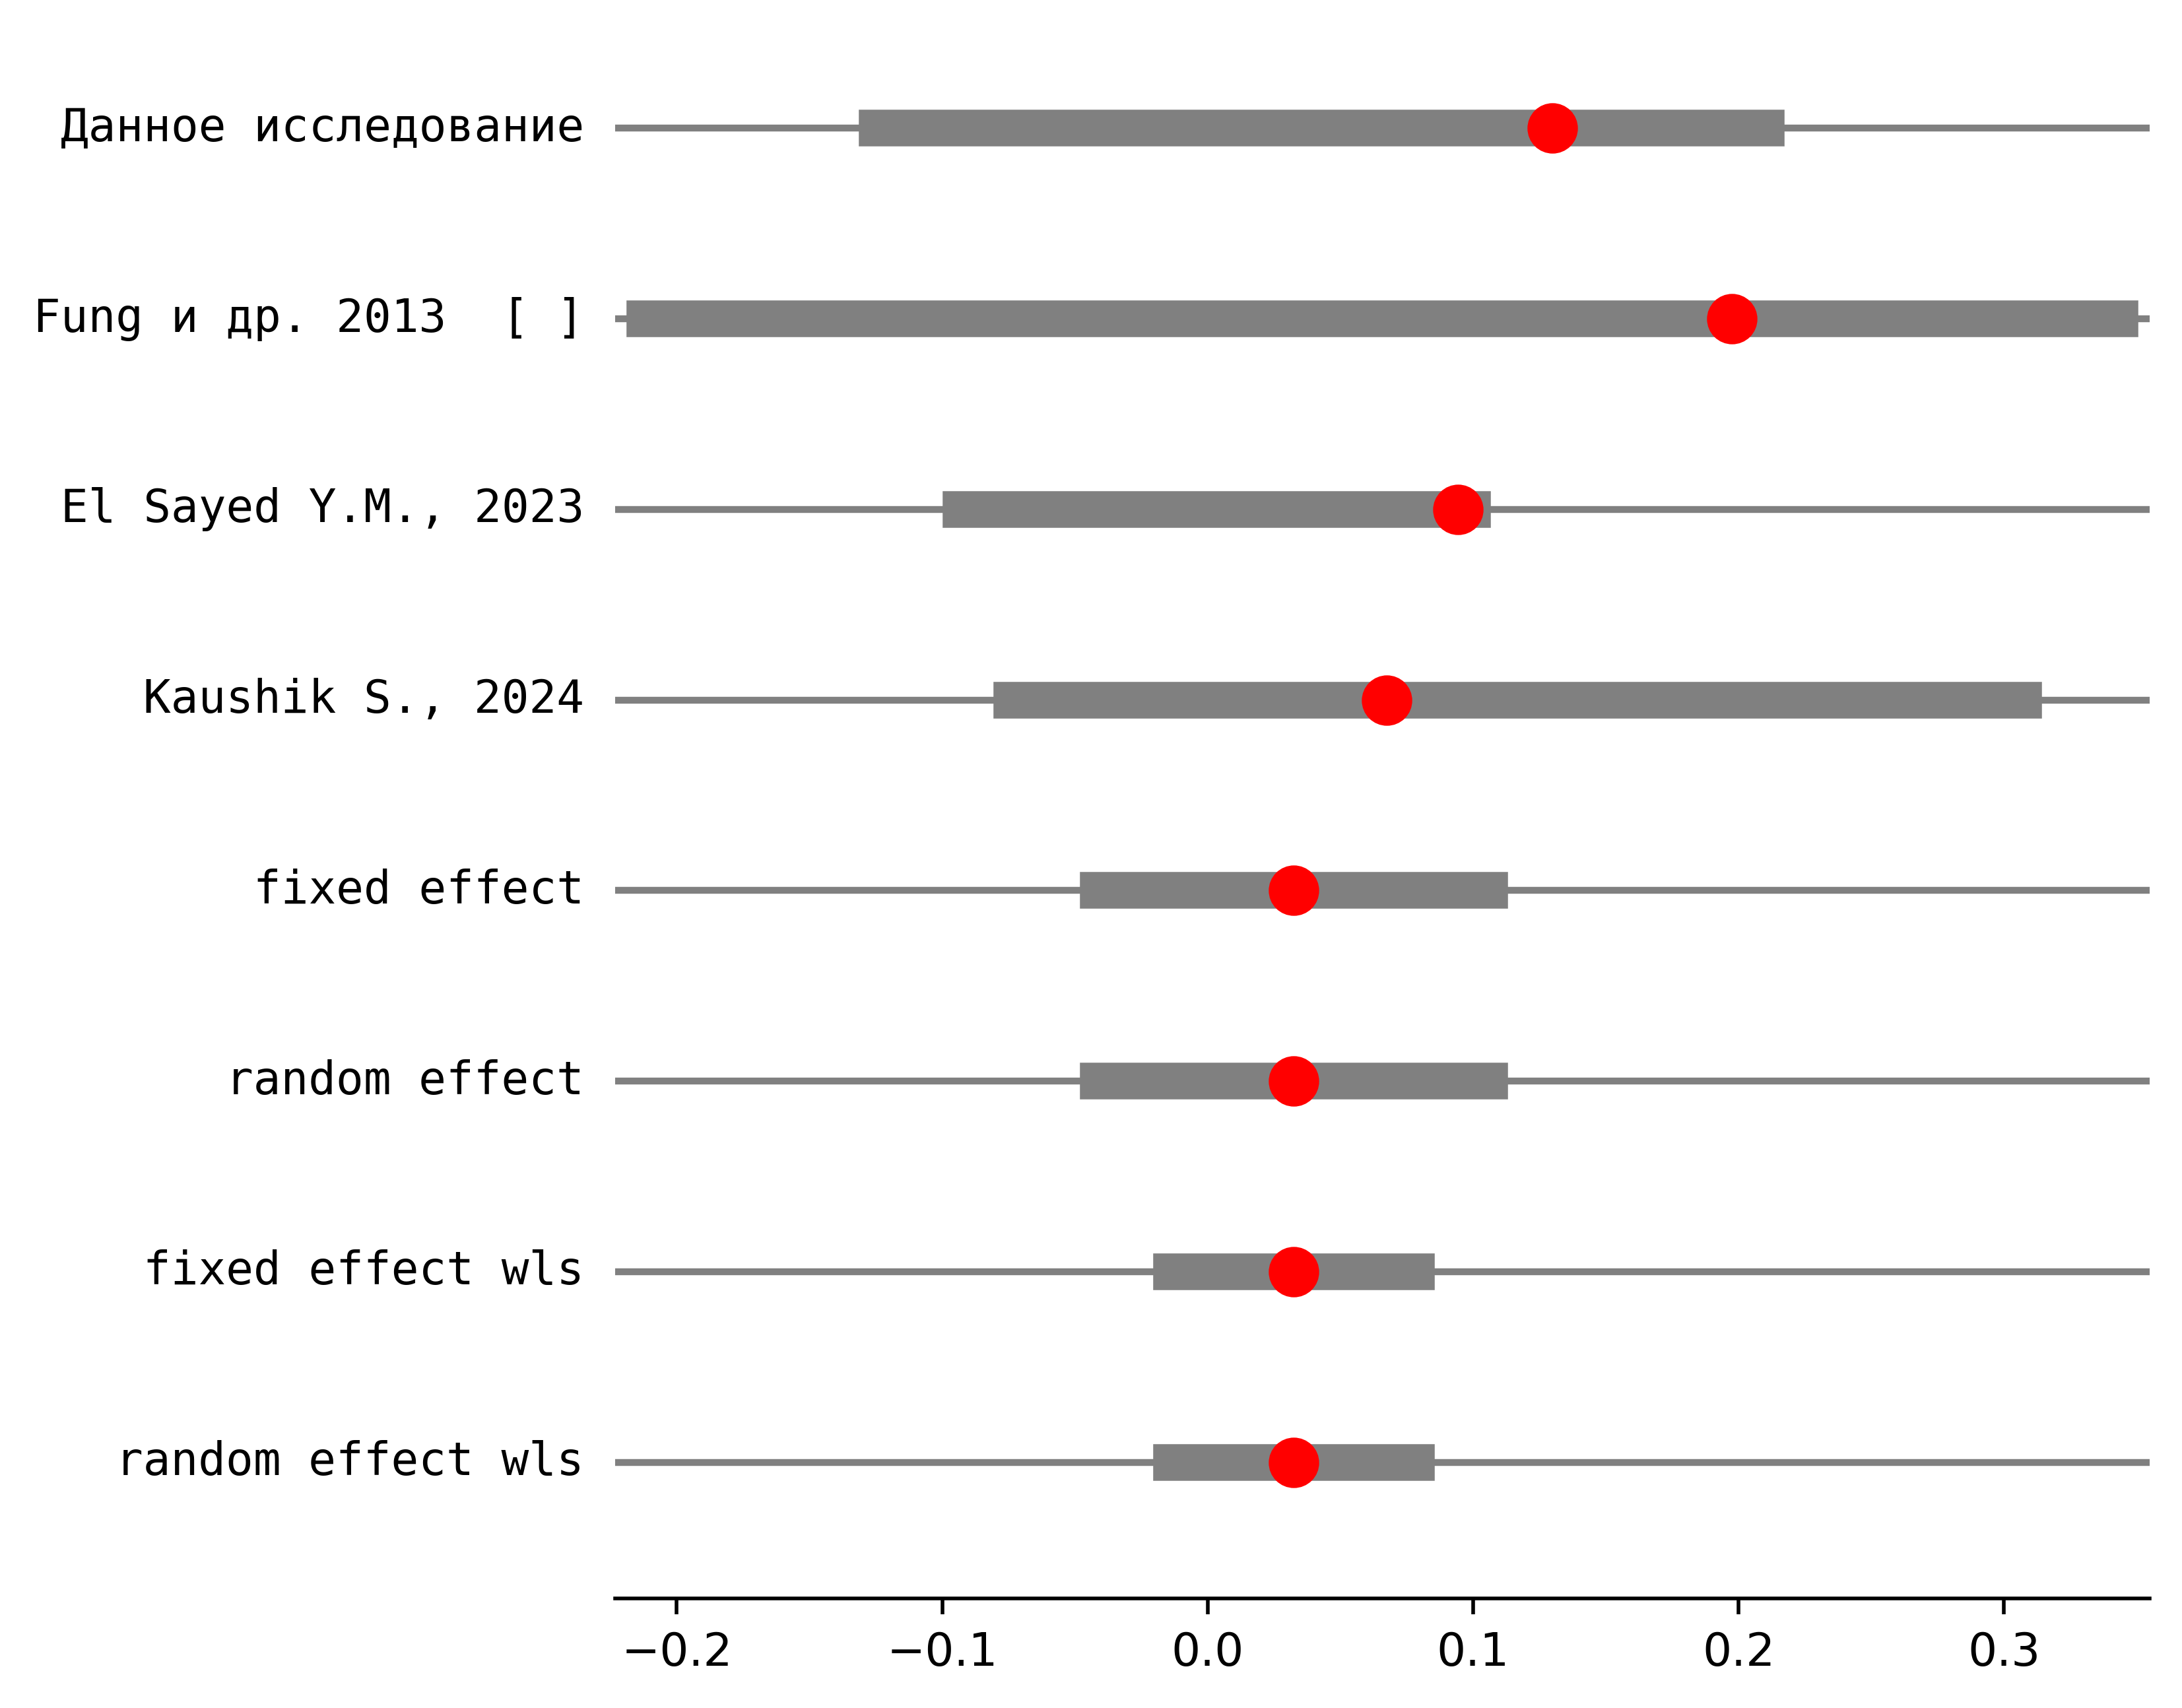 Данное исследование
Fung и др. 2013  [ ]
El Sayed Y.M., 2023
Kaushik S., 2024
fixed effect
random effect
fixed effect wls
random effect wls
−0.2 −0.1 0.0 0.1 0.2 0.3